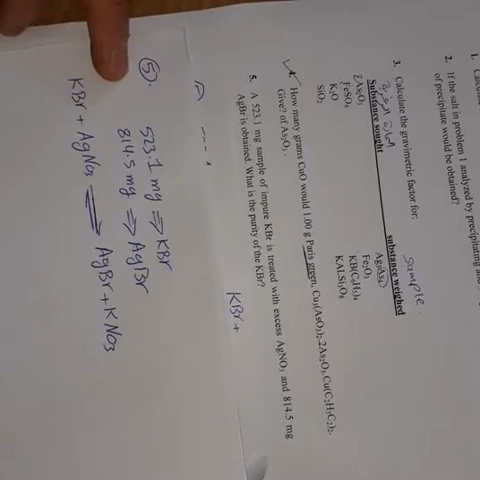 1. Calculate
2. If the salt in problem 1 analyzed by precipitating and
of precipitate would be obtained?
3. Calculate the gravimetric factor for:
sample
Substance sought substance weighed
2As₂O₃ Ag₃AsO₄
FeSO₄ Fe₂O₃
K₂O KB(C₆H₅)₄
SiO₂ KAlSi₃O₈
4. How many grams CuO would 1.00 g Paris green, Cu₃(AsO₃)₂.2As₂O₃.Cu(C₂H₃O₂)₂.
Give? of As₂O₃.
5. A 523.1 mg sample of impure KBr is treated with excess AgNO₃ and 814.5 mg
AgBr is obtained. What is the purity of the KBr?
KBr +
⑤.
523.1 mg ⇒ KBr
814.5 mg ⇒ AgBr
KBr + AgNO₃ ⇌ AgBr + KNO₃